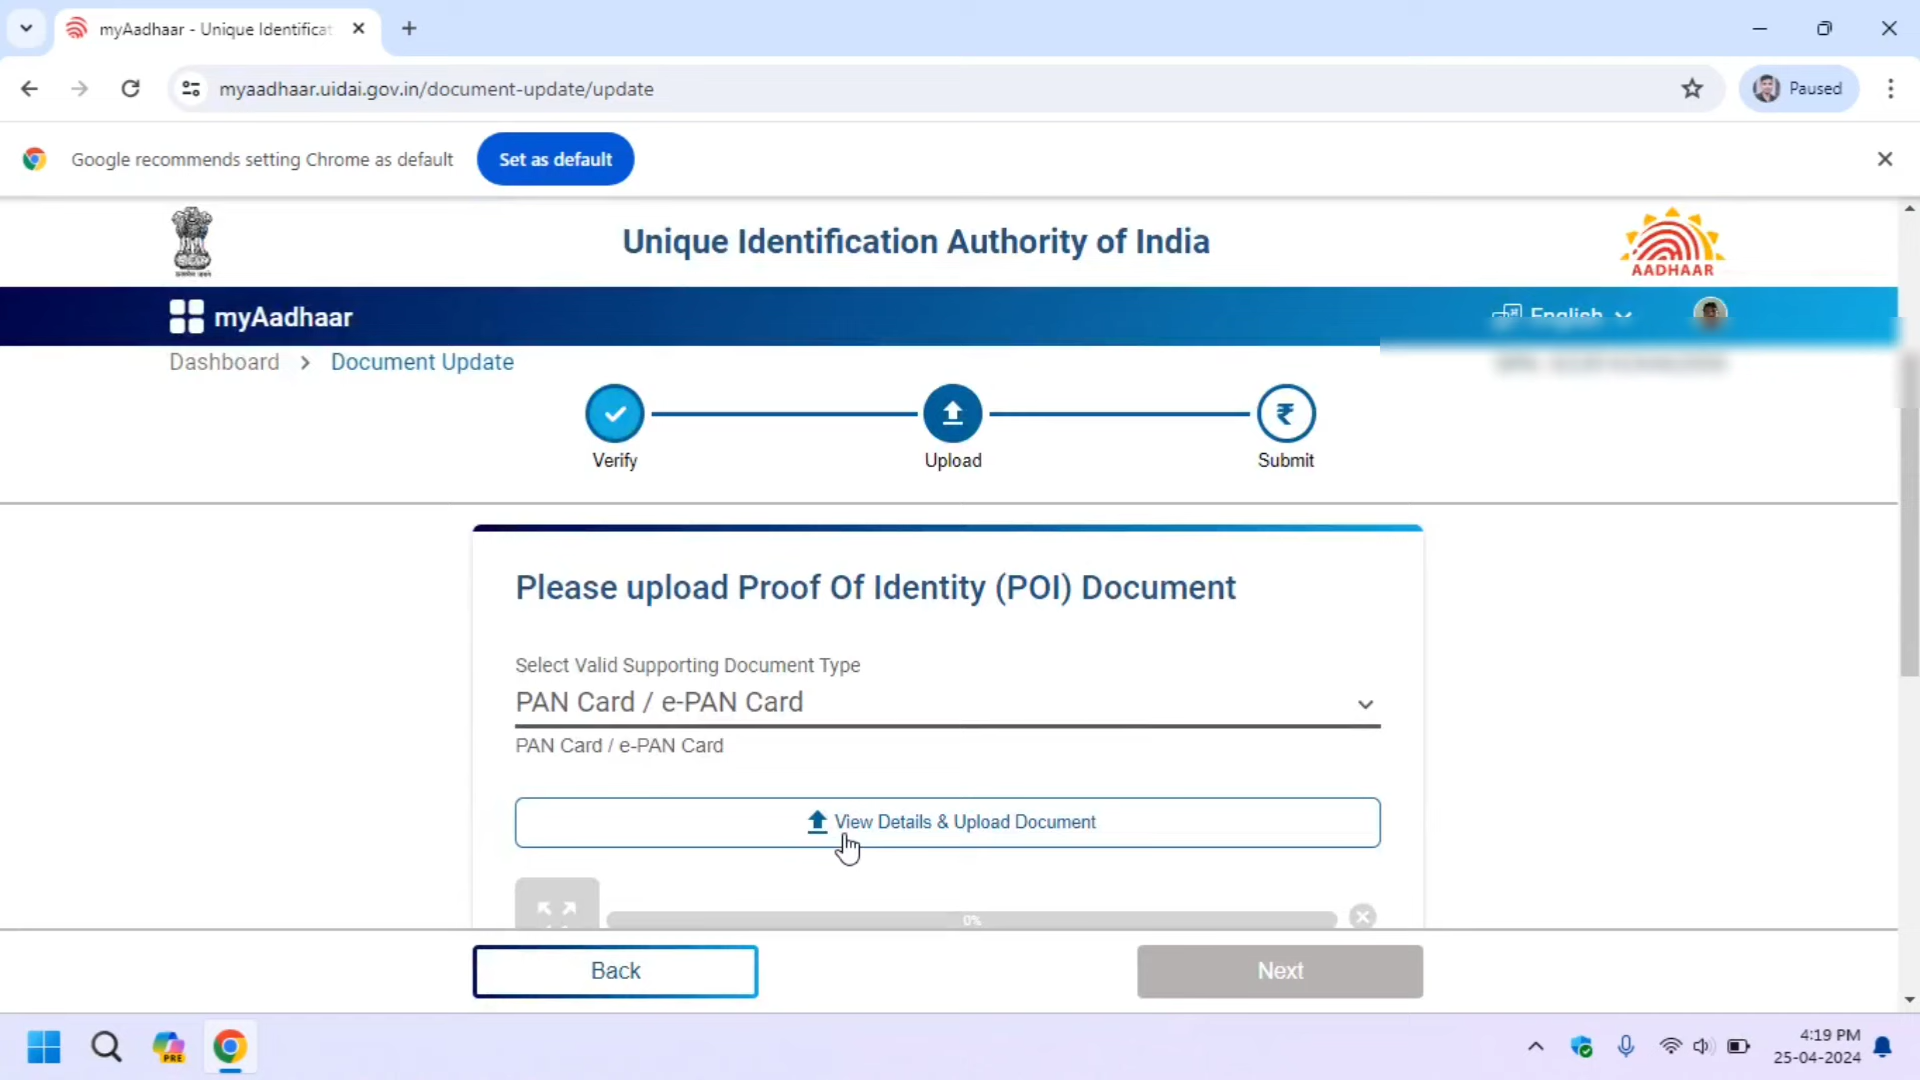 myAadhaar - Unique Identificat
myaadhaar.uidai.gov.in/document-update/update
Paused
Google recommends setting Chrome as default
Set as default
Unique Identification Authority of India
AADHAAR
myAadhaar
English
Dashboard > Document Update
Verify
Upload
₹
Submit
Please upload Proof Of Identity (POI) Document
Select Valid Supporting Document Type
PAN Card / e-PAN Card
PAN Card / e-PAN Card
View Details & Upload Document
0%
Back
Next
PRE
4:19 PM
25-04-2024